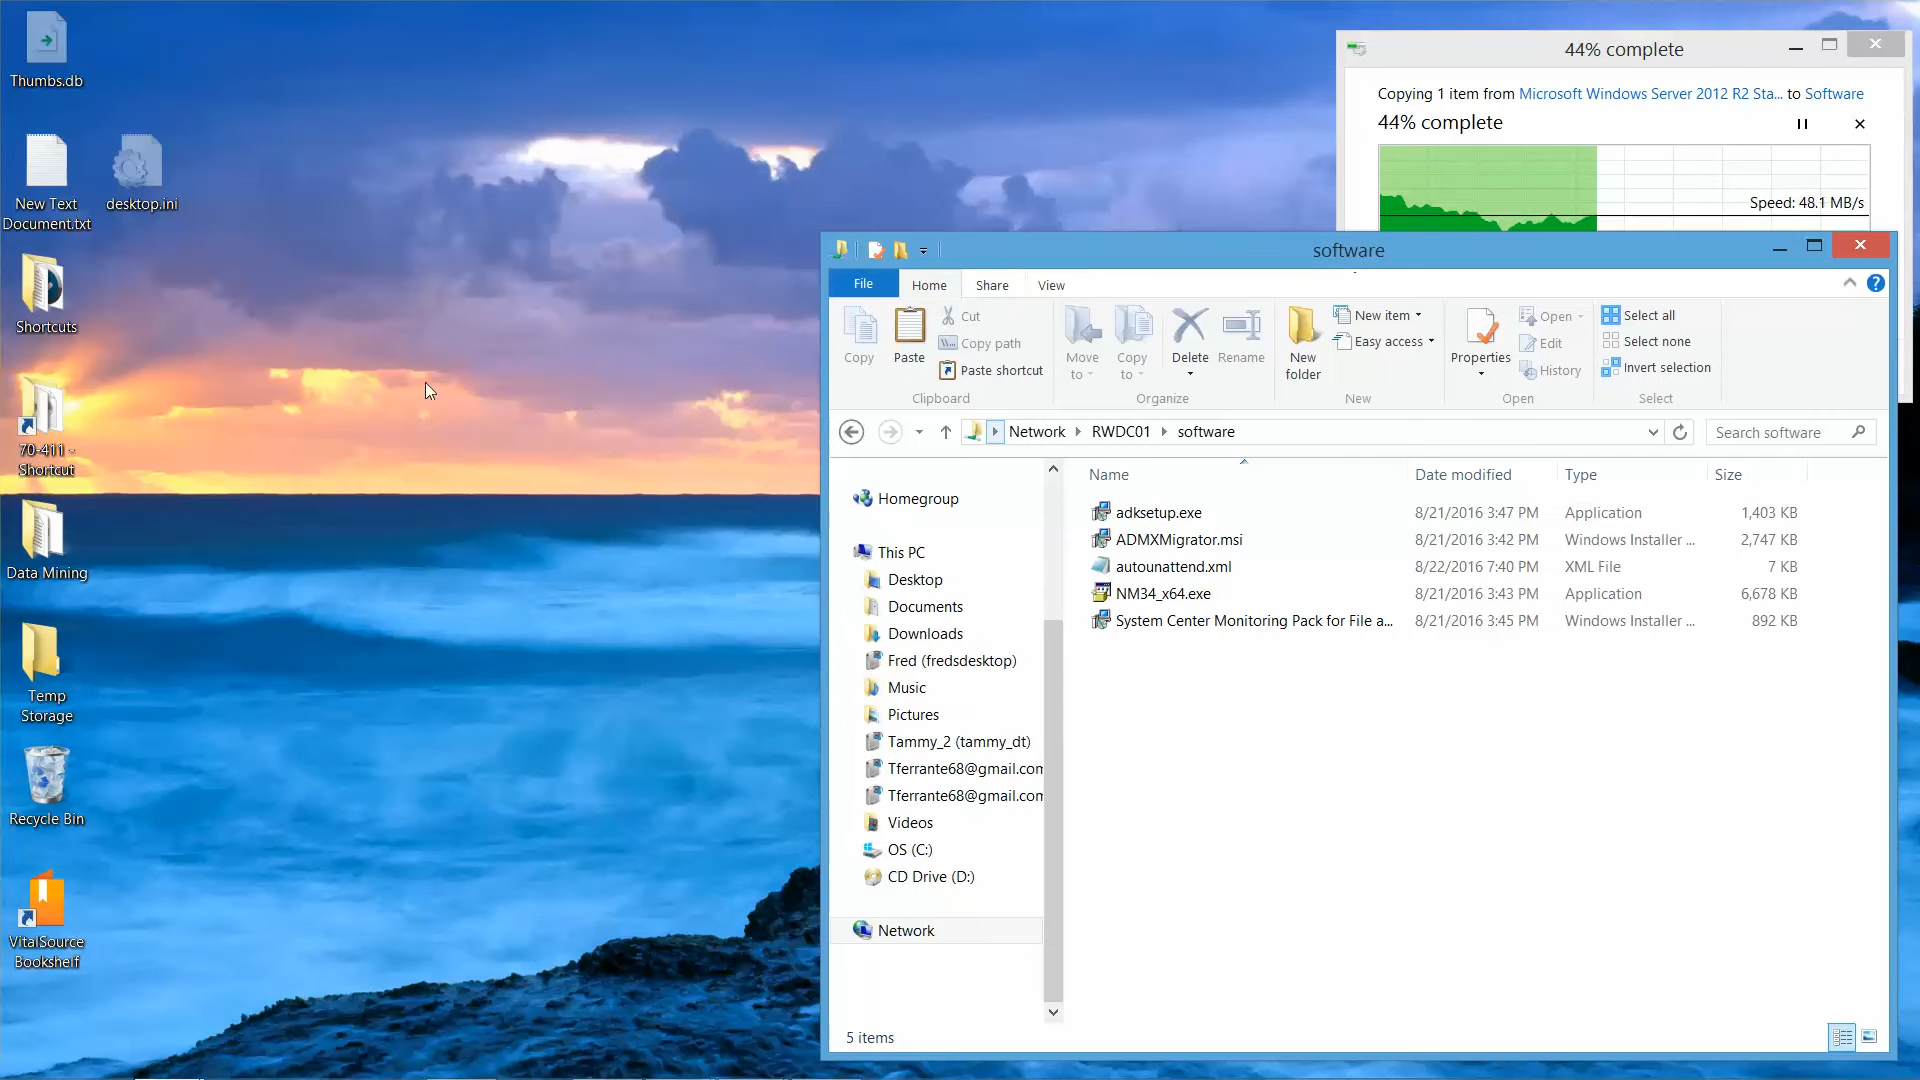 Thumbs.db
New Text
Document.txt
desktop.ini
Shortcuts
70-411 -
Shortcut
Data Mining
Temp
Storage
Recycle Bin
VitalSource
Bookshelf
44% complete
Copying 1 item from Microsoft Windows Server 2012 R2 Sta... to Software
44% complete
Speed: 48.1 MB/s
software
File Home Share View
Copy
Paste
Cut
Copy path
Paste shortcut
Clipboard
Move
to
Copy
to
Delete
Rename
Organize
New
folder
New item
Easy access
New
Properties
Open
Edit
History
Open
Select all
Select none
Invert selection
Select
Network RWDC01 software
Search software
Homegroup
This PC
Desktop
Documents
Downloads
Fred (fredsdesktop)
Music
Pictures
Tammy_2 (tammy_dt)
Tferrante68@gmail.com
Tferrante68@gmail.com
Videos
OS (C:)
CD Drive (D:)
Network
Name Date modified Type Size
adksetup.exe 8/21/2016 3:47 PM Application 1,403 KB
ADMXMigrator.msi 8/21/2016 3:42 PM Windows Installer ... 2,747 KB
autounattend.xml 8/22/2016 7:40 PM XML File 7 KB
NM34_x64.exe 8/21/2016 3:43 PM Application 6,678 KB
System Center Monitoring Pack for File a... 8/21/2016 3:45 PM Windows Installer ... 892 KB
5 items